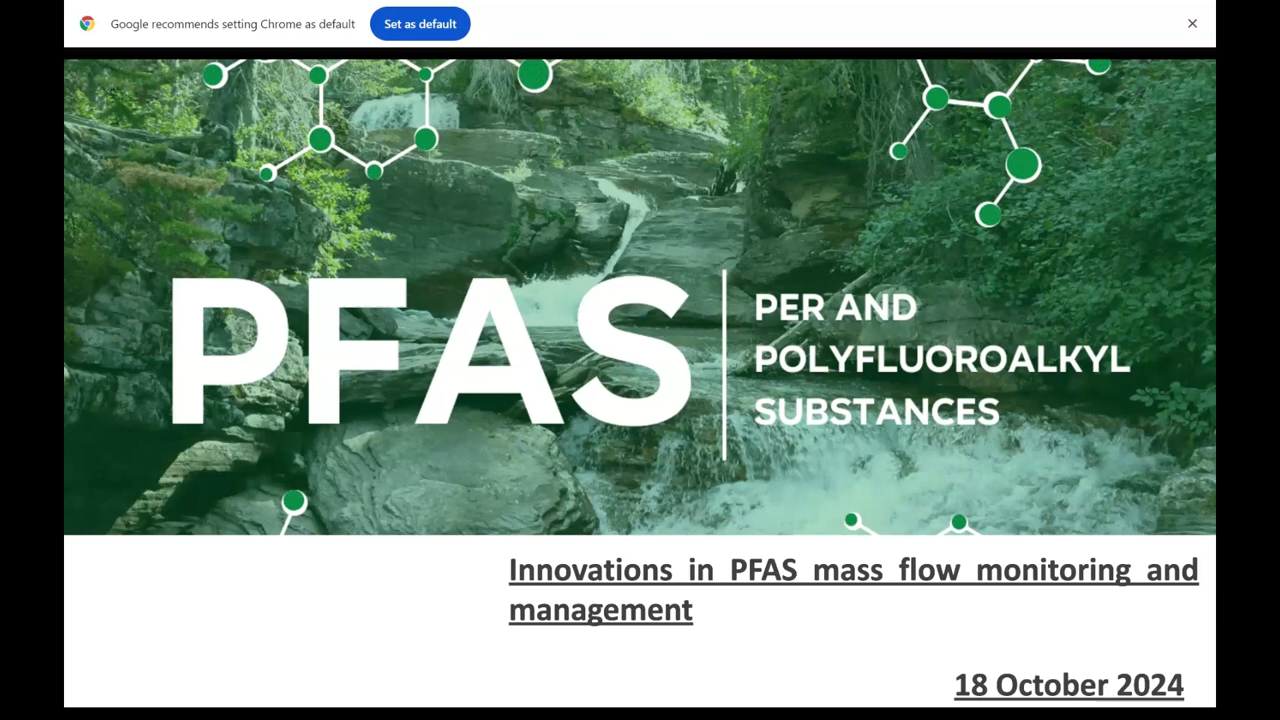 Google recommends setting Chrome as default
Set as default
PFAS
PER AND
POLYFLUOROALKYL
SUBSTANCES
Innovations in PFAS mass flow monitoring and
management
18 October 2024